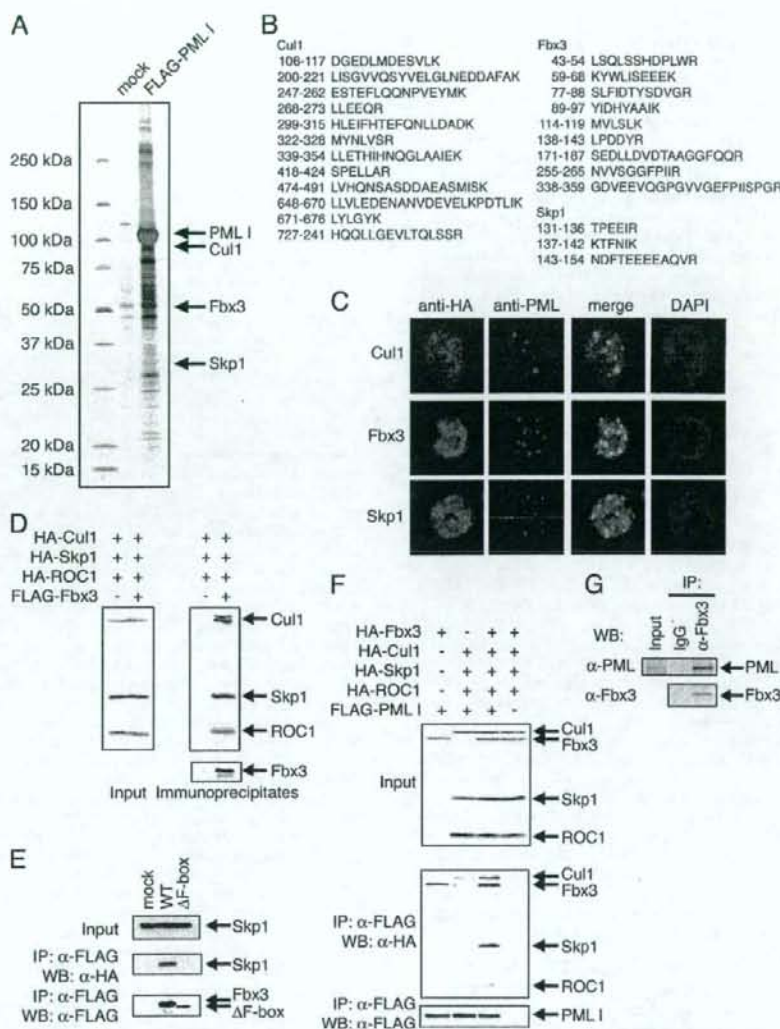 A
mock
FLAG-PML I
250 kDa
150 kDa
100 kDa
75 kDa
50 kDa
37 kDa
25 kDa
20 kDa
15 kDa
PML I
Cul1
Fbx3
Skp1
B
Cul1
106-117 DGEDLMDESVLK
200-221 LISGVVQSYVELGLNEDDAFAK
247-262 ESTEFLQQNPVEYMK
268-273 LLEEQR
299-315 HLEIFHTEFQNLLDADK
322-328 MYNLVSR
339-354 LLETHIHNQGLAAIEK
418-424 SPELLAR
474-491 LVHQNSASDDAEASMISK
648-670 LLVLEDENANVDEVELKPDTLIK
671-676 LYLGYK
727-241 HQQLLGEVLTQLSSR
Fbx3
43-54 LSQLSSHDPLWR
59-68 KYWLISEEEK
77-88 SLFIDTYSDVGR
89-97 YIDHYAAIK
114-119 MVLSLK
138-143 LPDDYR
171-187 SEDLLDVDTAAGGFQQR
255-265 NVVSGGFPIIR
338-359 GDVEEVQGPGVVGEFPIISPGR
Skp1
131-136 TPEEIR
137-142 KTFNIK
143-154 NDFTEEEEAQVR
C
anti-HA anti-PML merge DAPI
Cul1
Fbx3
Skp1
D
HA-Cul1 + + + +
HA-Skp1 + + + +
HA-ROC1 + + + +
FLAG-Fbx3 - + - +
Cul1
Skp1
ROC1
Fbx3
Input Immunoprecipitates
E
mock
WT
ΔF-box
Input
Skp1
IP: α-FLAG
WB: α-HA
Skp1
IP: α-FLAG
WB: α-FLAG
Fbx3
ΔF-box
F
HA-Fbx3 + - + +
HA-Cul1 - + + +
HA-Skp1 - + + +
HA-ROC1 - + + +
FLAG-PML I + + + -
Input
Cul1
Fbx3
Skp1
ROC1
IP: α-FLAG
WB: α-HA
Cul1
Fbx3
Skp1
ROC1
IP: α-FLAG
WB: α-FLAG
PML I
G
IP:
WB:
Input
IgG
α-Fbx3
α-PML
PML
α-Fbx3
Fbx3